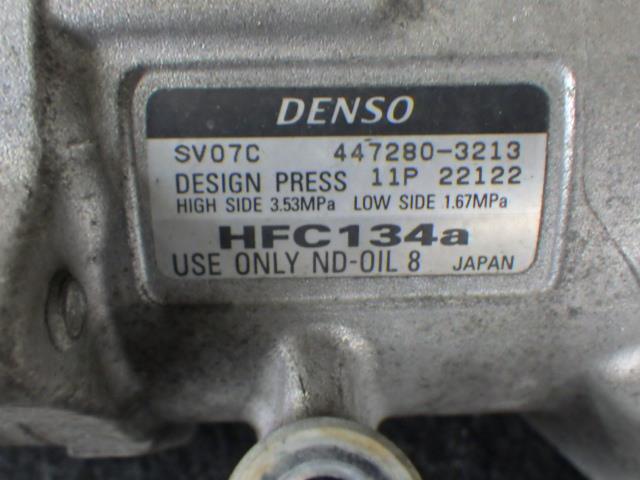 DENSO
SV07C 447280-3213
DESIGN PRESS 11P 22122
HIGH SIDE 3.53MPa LOW SIDE 1.67MPa
HFC134a
USE ONLY ND-OIL 8 JAPAN